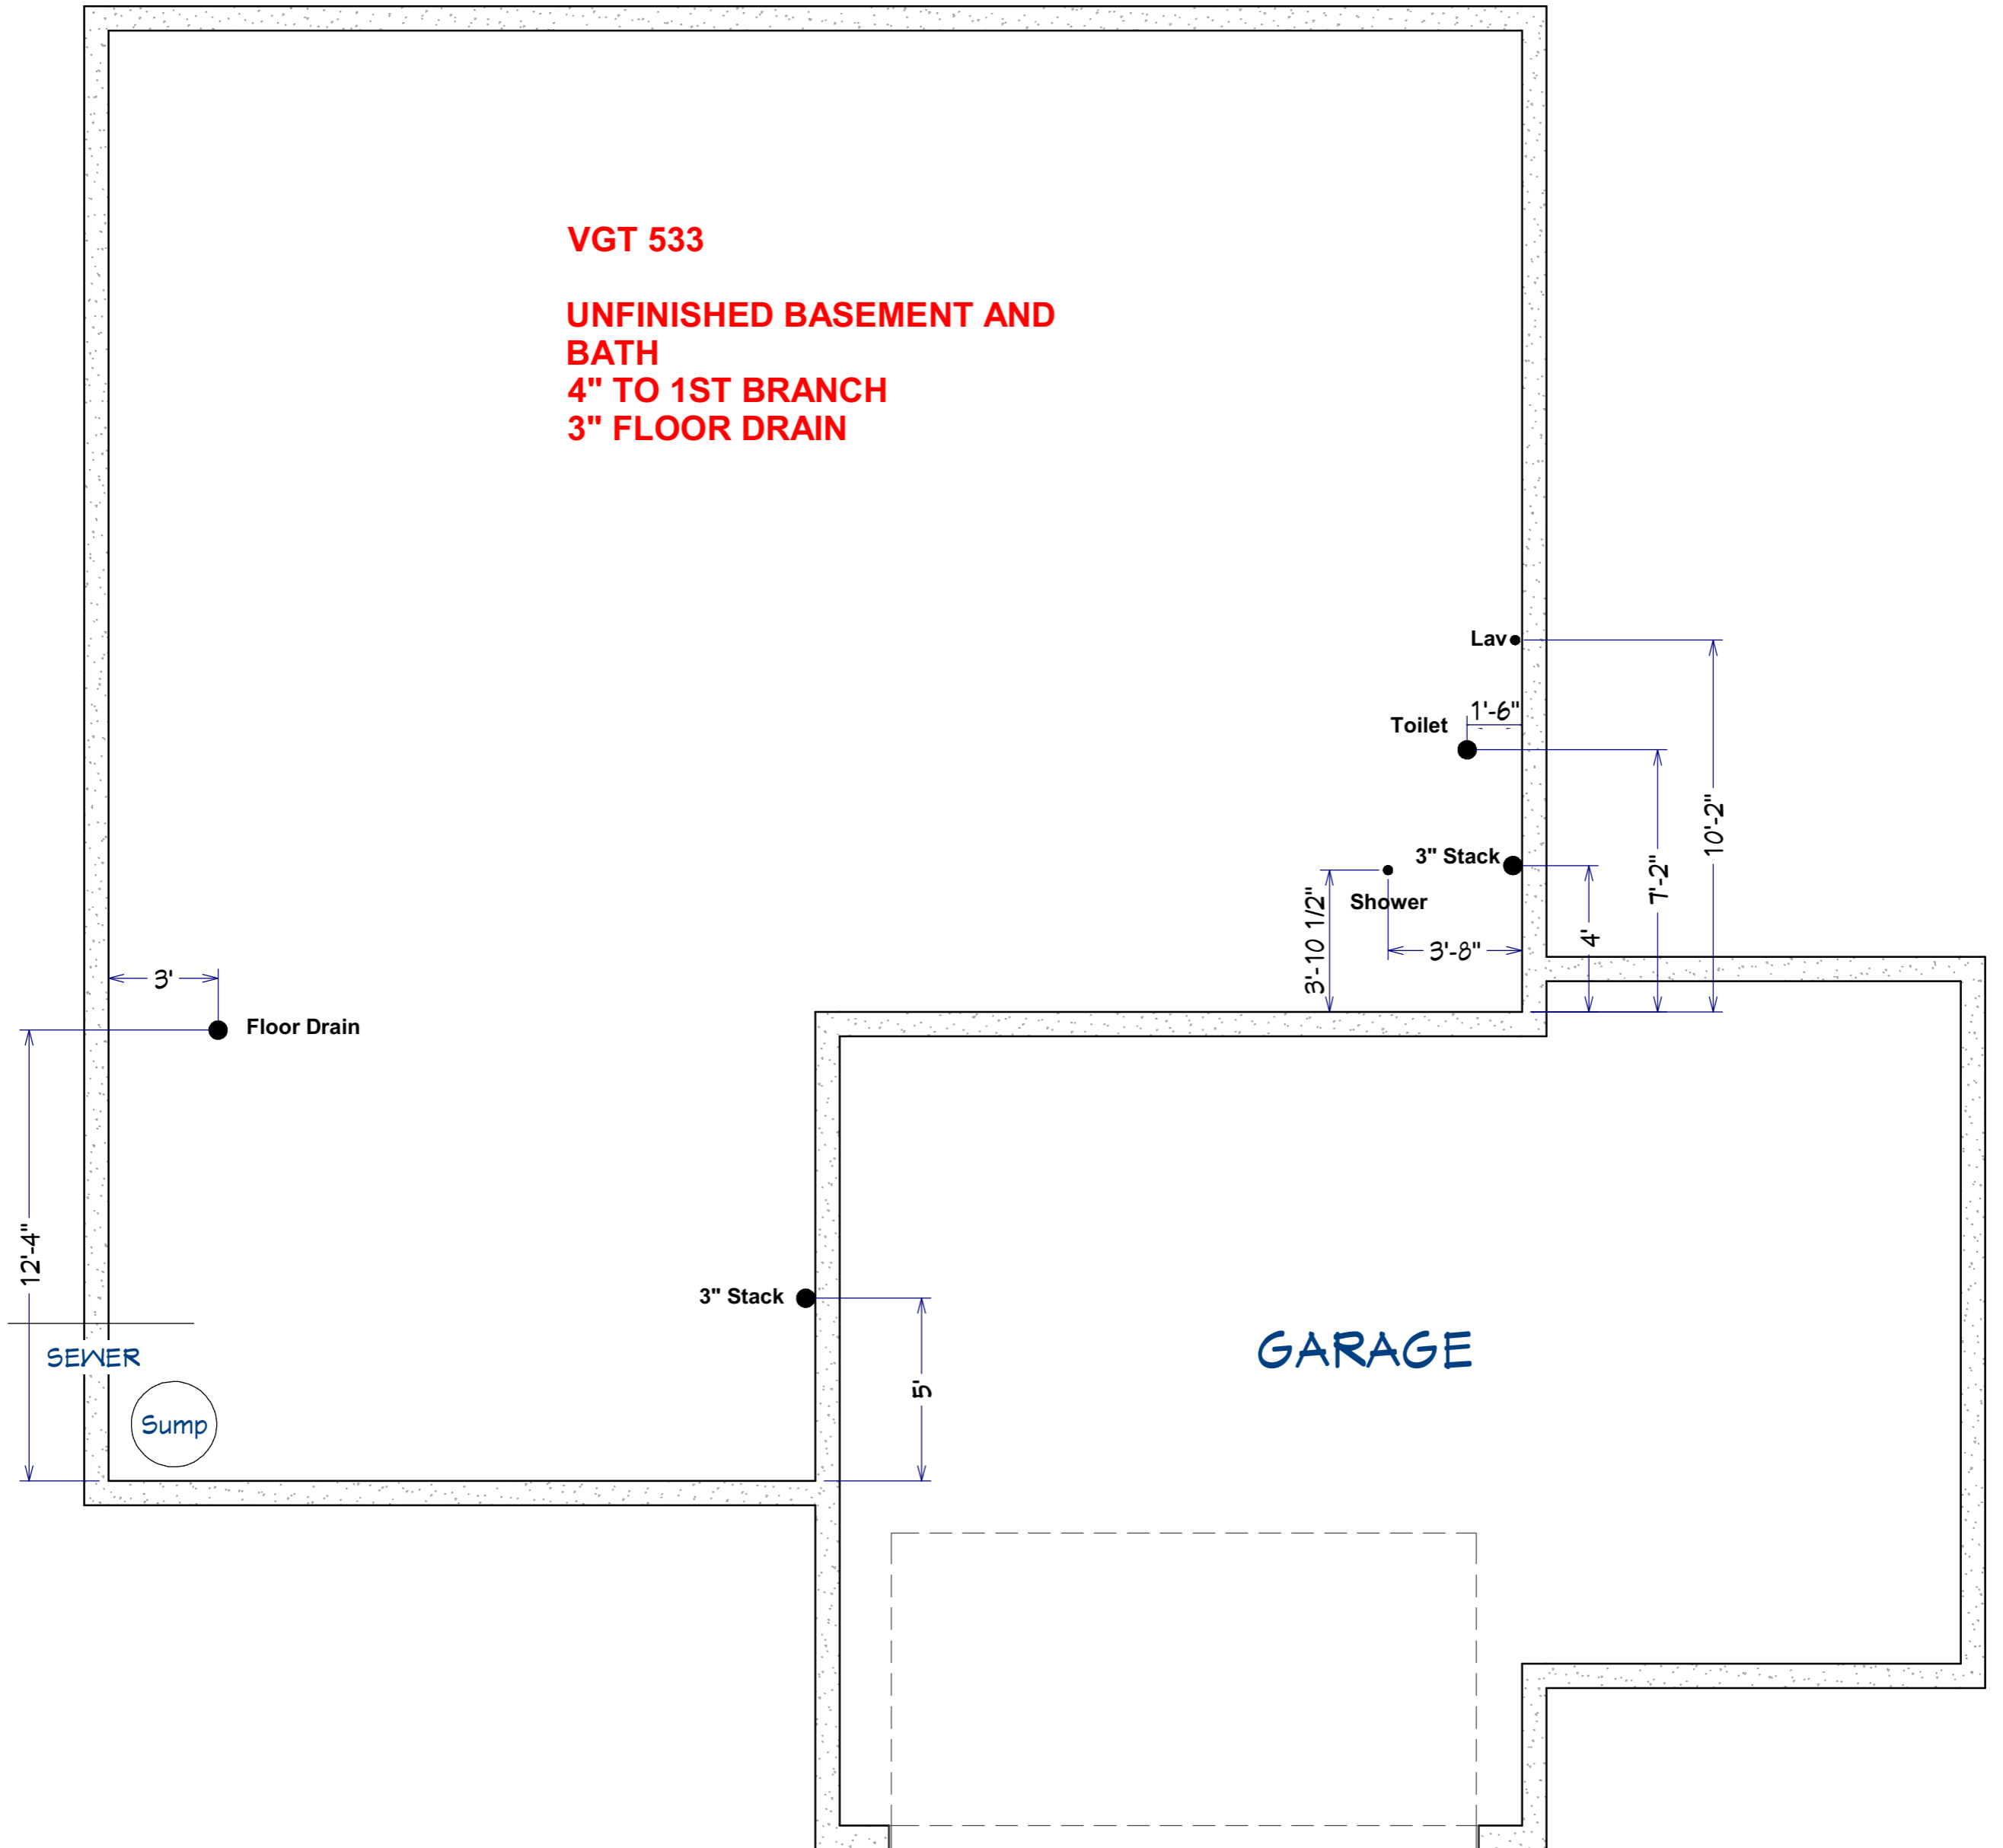 VGT 533
UNFINISHED BASEMENT AND
BATH
4" TO 1ST BRANCH
3" FLOOR DRAIN
Lav
1'-6"
Toilet
10'-2"
7'-2"
3" Stack
Shower
3'-10 1/2"
4'
3'-8"
3'
Floor Drain
12'-4"
3" Stack
SEWER
GARAGE
5'
Sump